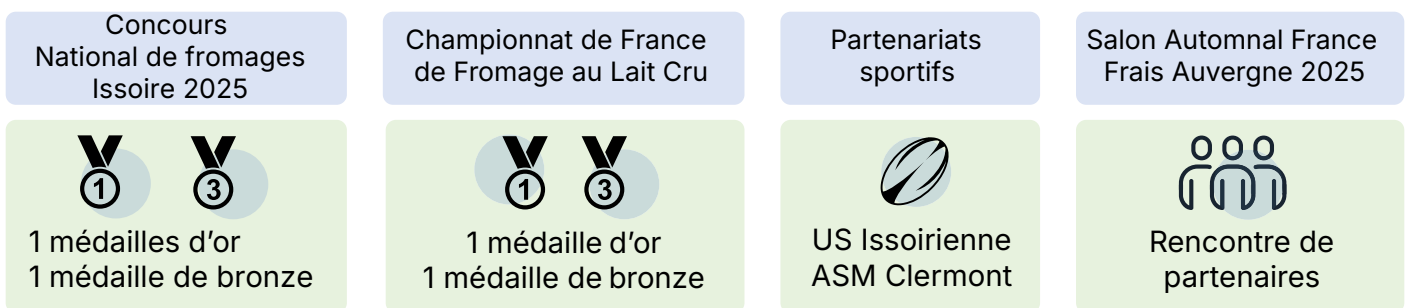 Concours
National de fromages
Issoire 2025
Championnat de France
de Fromage au Lait Cru
Partenariats
sportifs
Salon Automnal France
Frais Auvergne 2025
1
3
1 médailles d’or
1 médaille de bronze
1
3
1 médaille d’or
1 médaille de bronze
US Issoirienne
ASM Clermont
Rencontre de
partenaires